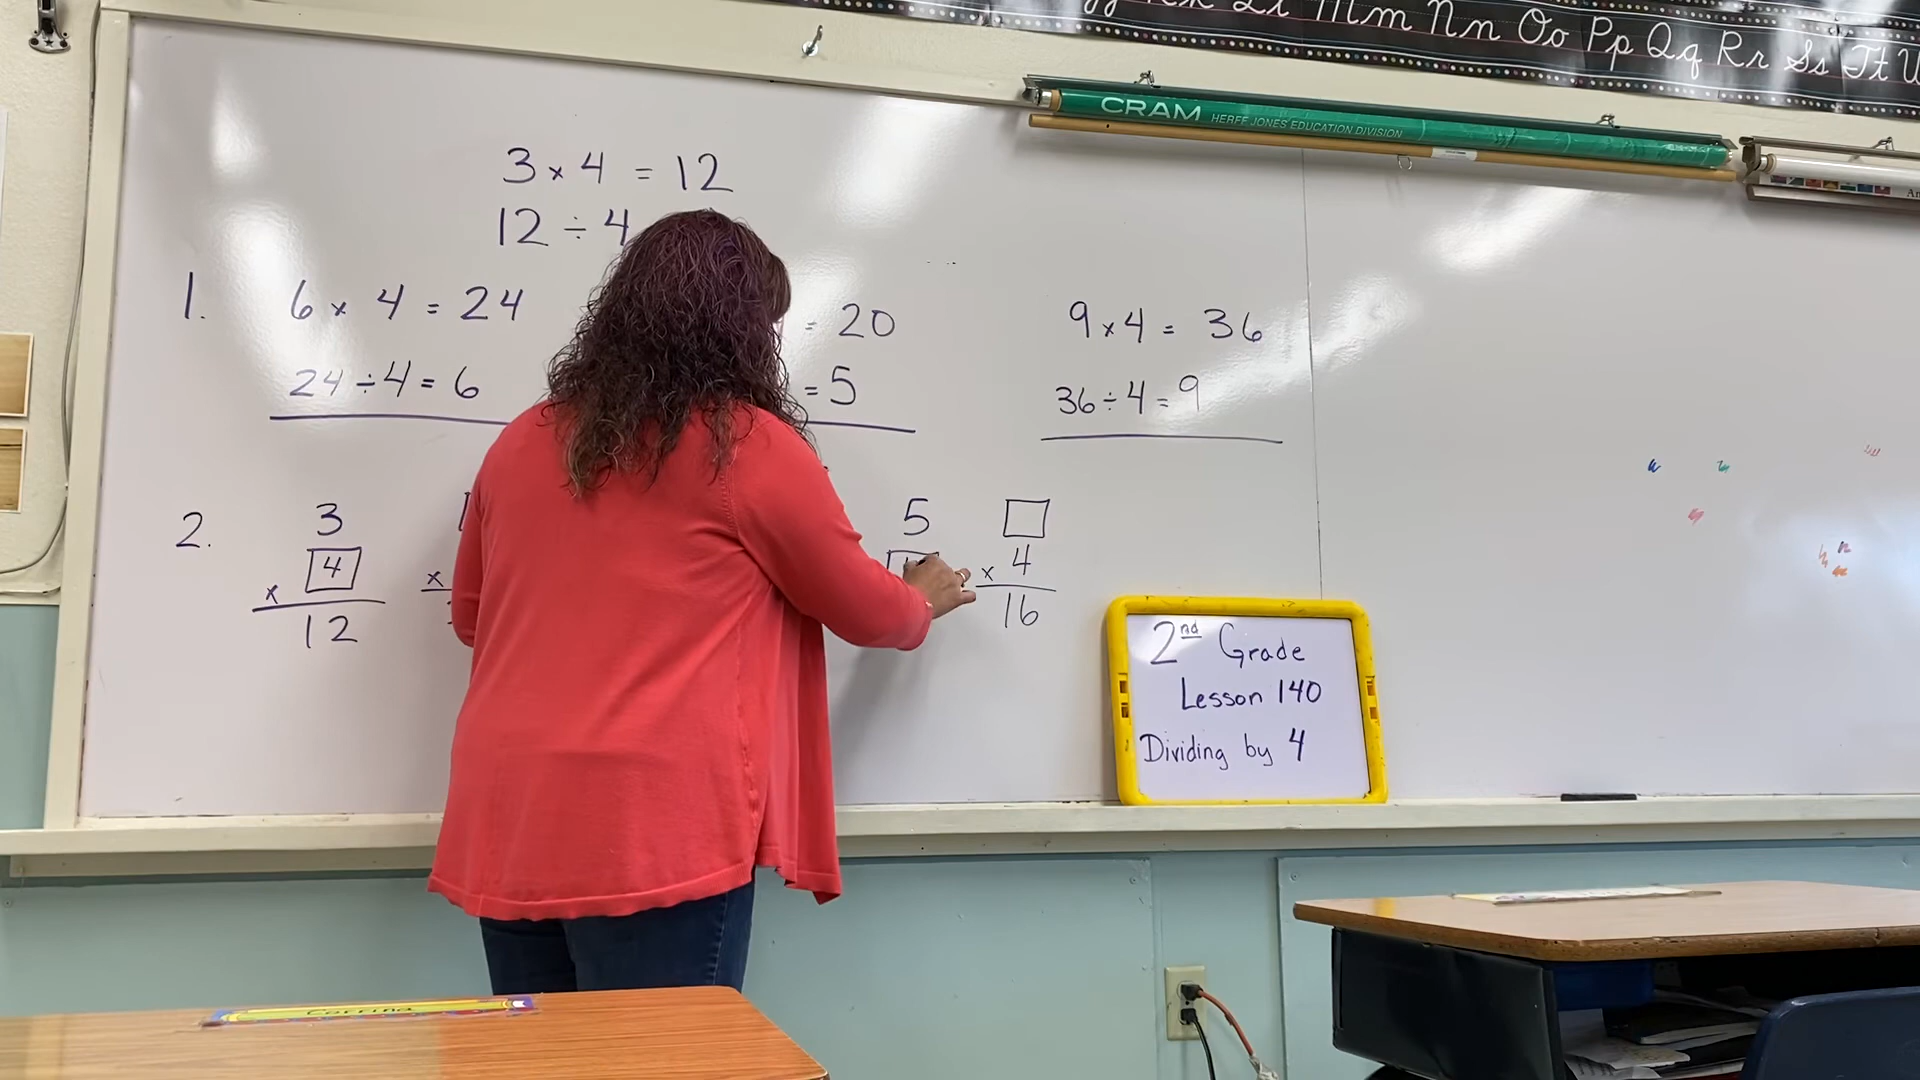 Mm Nn Oo Pp Qq Rr Ss Tt
CRAM HERFF JONES EDUCATION DIVISION
3 × 4 = 12
12 ÷ 4
1. 6 × 4 = 24 = 20 9 × 4 = 36
24 ÷ 4 = 6 = 5 36 ÷ 4 = 9
2. 3 5 □
× 4 × × 4
12 16
2nd Grade
Lesson 140
Dividing by 4
Corrina